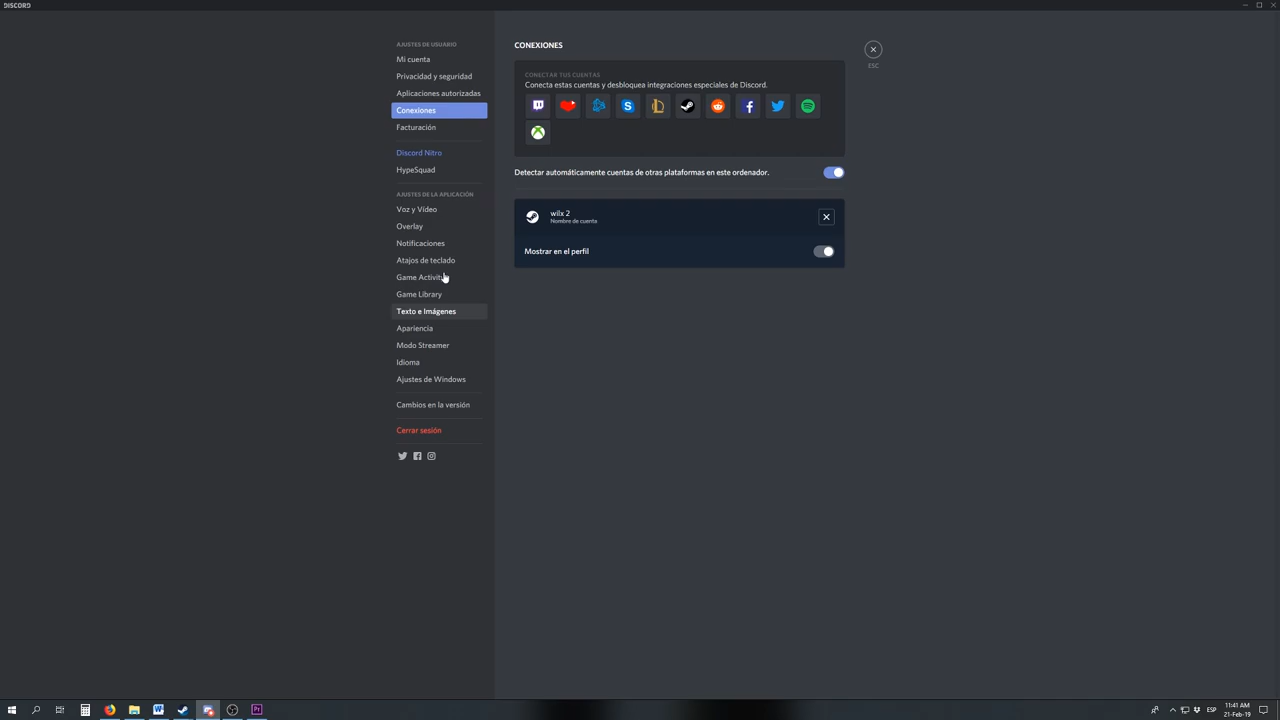 DISCORD
AJUSTES DE USUARIO
Mi cuenta
Privacidad y seguridad
Aplicaciones autorizadas
Conexiones
Facturación
Discord Nitro
HypeSquad
AJUSTES DE LA APLICACIÓN
Voz y Vídeo
Overlay
Notificaciones
Atajos de teclado
Game Activity
Game Library
Texto e Imágenes
Apariencia
Modo Streamer
Idioma
Ajustes de Windows
Cambios en la versión
Cerrar sesión
CONEXIONES
ESC
CONECTAR TUS CUENTAS
Conecta estas cuentas y desbloquea integraciones especiales de Discord.
Detectar automáticamente cuentas de otras plataformas en este ordenador.
wilx 2
Nombre de cuenta
Mostrar en el perfil
ESP
11:41 AM
21-Feb-19